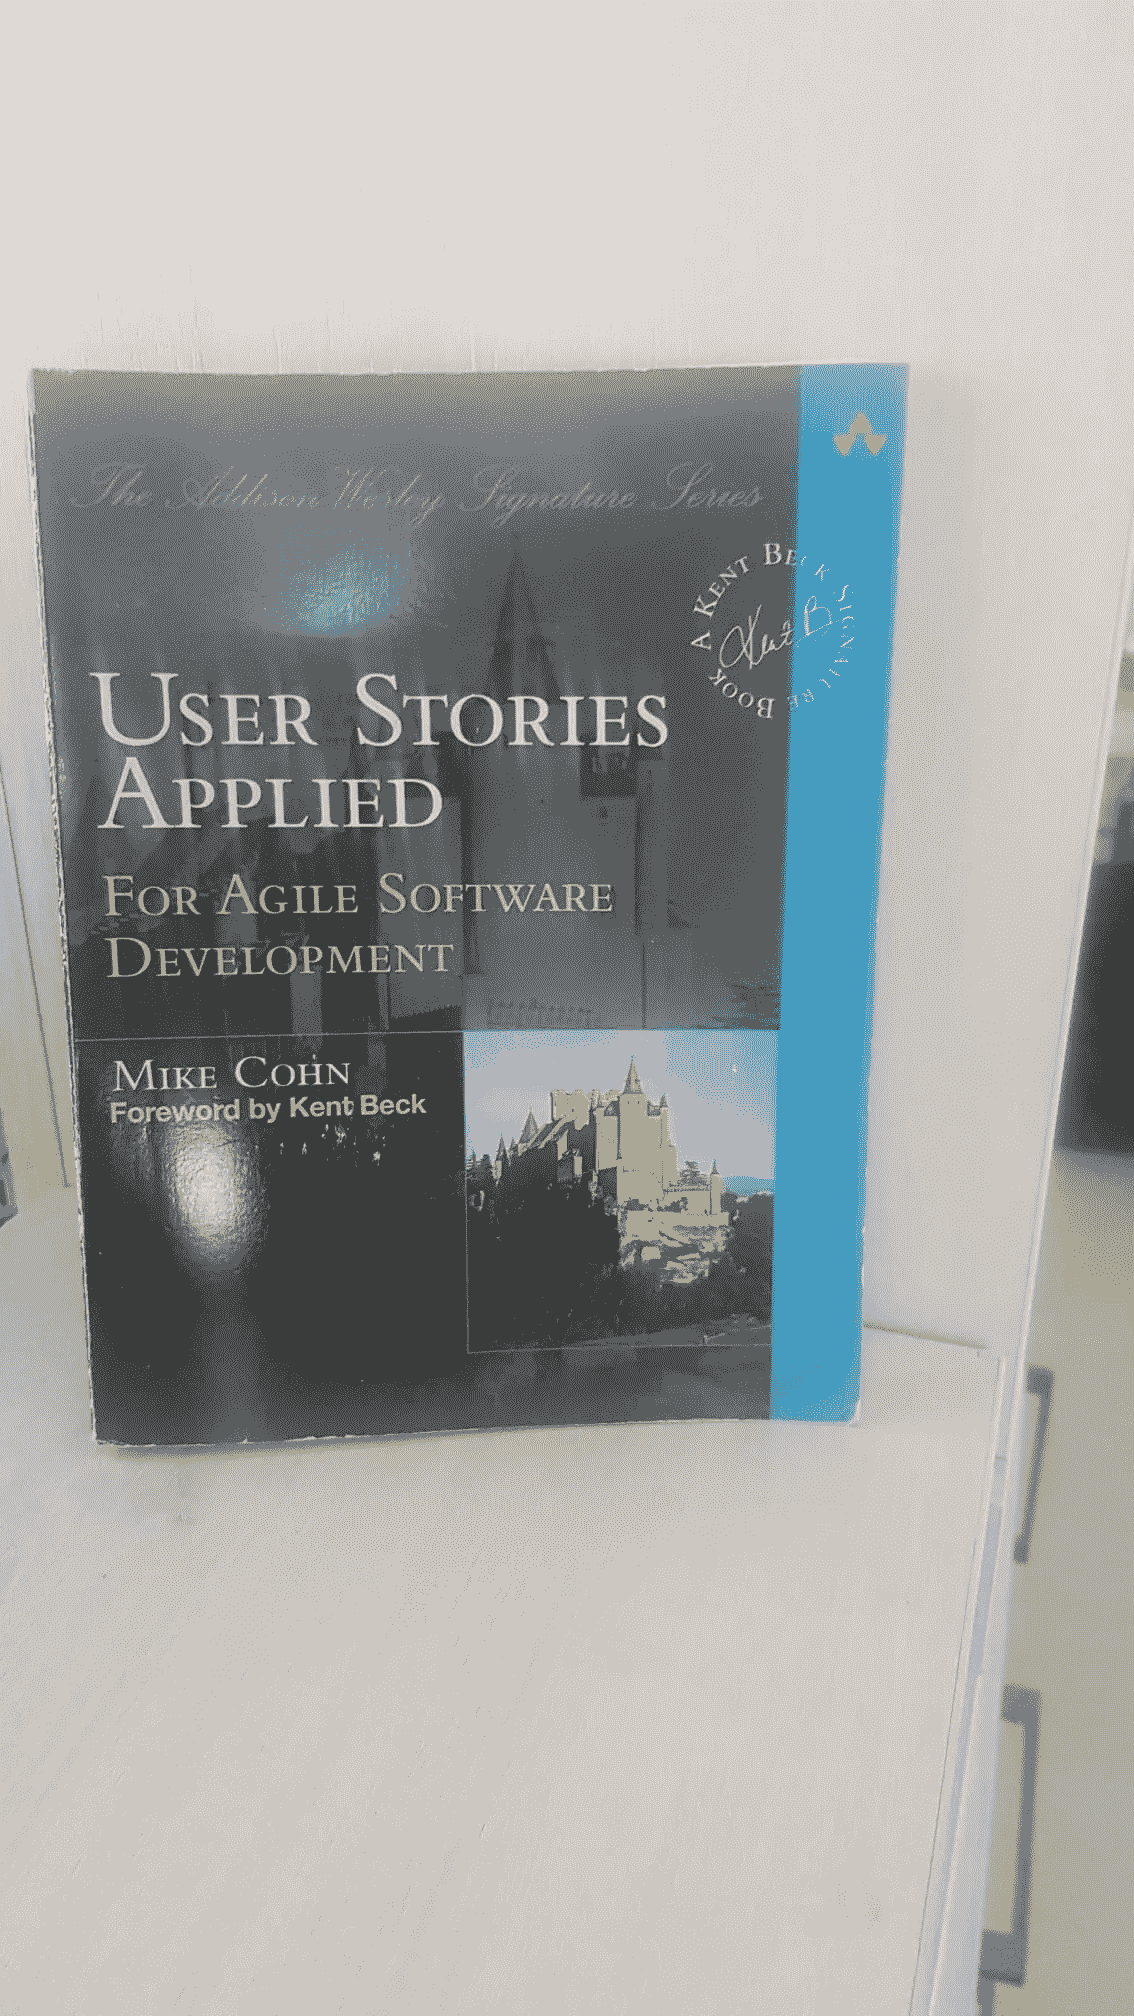 The Addison Wesley Signature Series
A KENT BECK SIGNATURE BOOK
Kent B
USER STORIES
APPLIED
FOR AGILE SOFTWARE
DEVELOPMENT
MIKE COHN
Foreword by Kent Beck